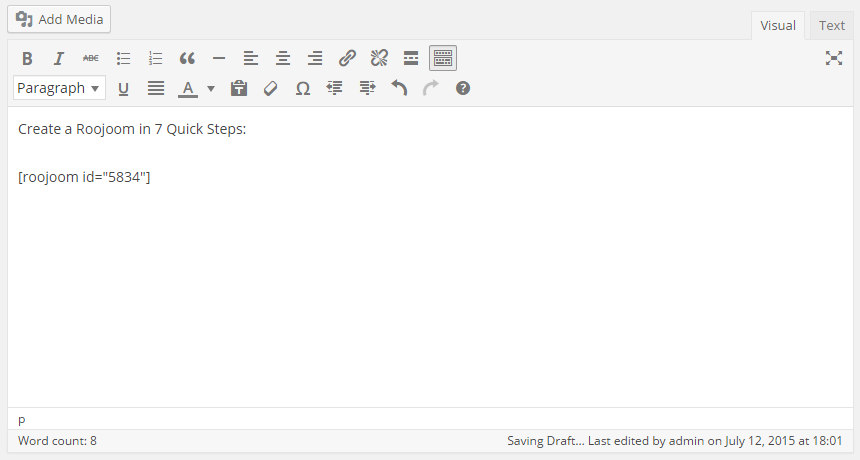 Add Media
Visual Text
B I ABC
Paragraph U A Ω ?
Create a Roojoom in 7 Quick Steps:
[roojoom id="5834"]
p
Word count: 8 Saving Draft... Last edited by admin on July 12, 2015 at 18:01